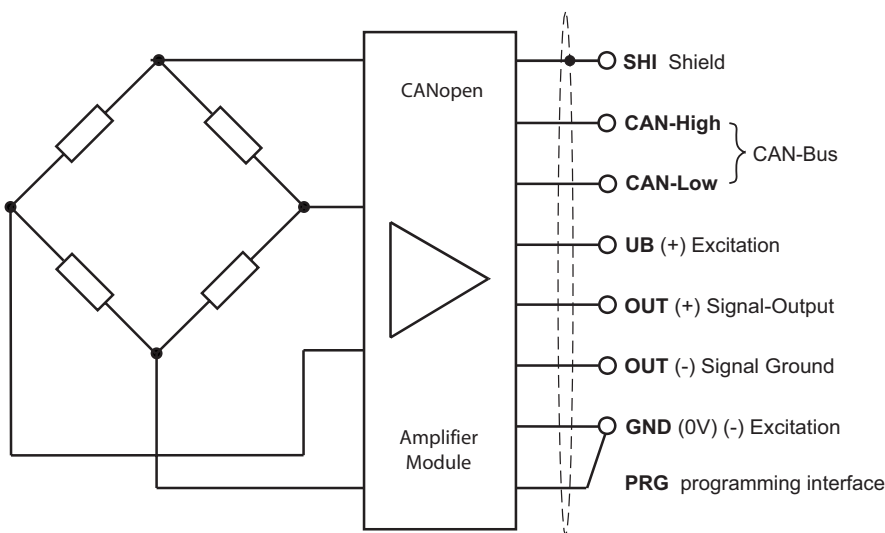 CANopen
Amplifier
Module
SHI Shield
CAN-High
CAN-Low
CAN-Bus
UB (+) Excitation
OUT (+) Signal-Output
OUT (-) Signal Ground
GND (0V) (-) Excitation
PRG programming interface